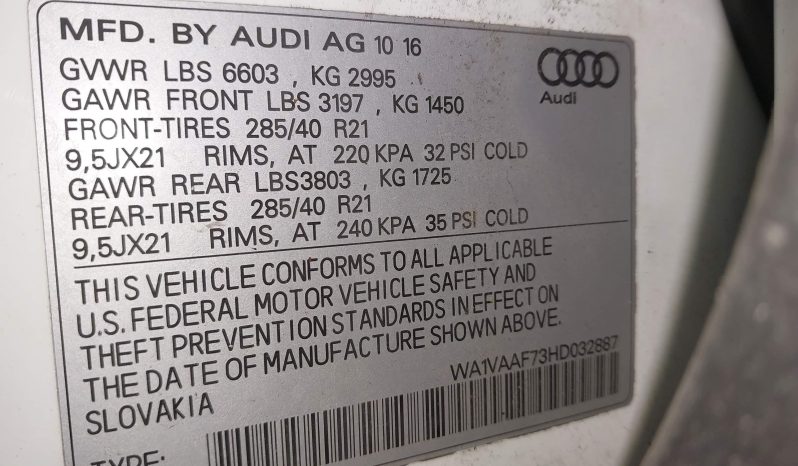 MFD. BY AUDI AG 10 16
GVWR LBS 6603 , KG 2995
GAWR FRONT LBS 3197 , KG 1450
Audi
FRONT-TIRES 285/40 R21
9,5JX21 RIMS, AT 220 KPA 32 PSI COLD
GAWR REAR LBS3803 , KG 1725
REAR-TIRES 285/40 R21
9,5JX21 RIMS, AT 240 KPA 35 PSI COLD
THIS VEHICLE CONFORMS TO ALL APPLICABLE
U.S. FEDERAL MOTOR VEHICLE SAFETY AND
THEFT PREVENTION STANDARDS IN EFFECT ON
THE DATE OF MANUFACTURE SHOWN ABOVE.
WA1VAAF73HD032887
SLOVAKIA
TYPE: